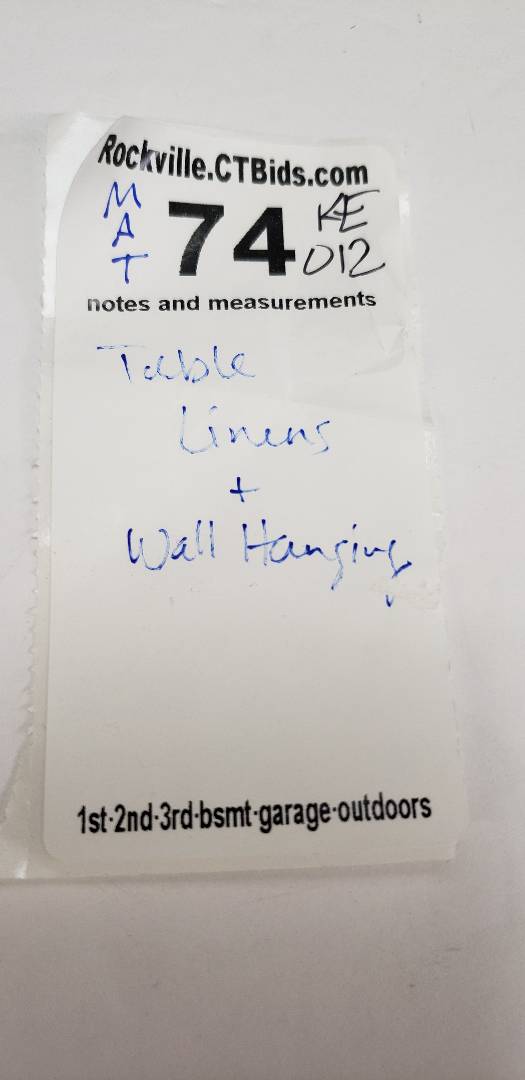 Rockville.CTBids.com
MAT 74 KE 012
notes and measurements
Table
Linens
+
Wall Hanging
1st-2nd-3rd-bsmt-garage-outdoors